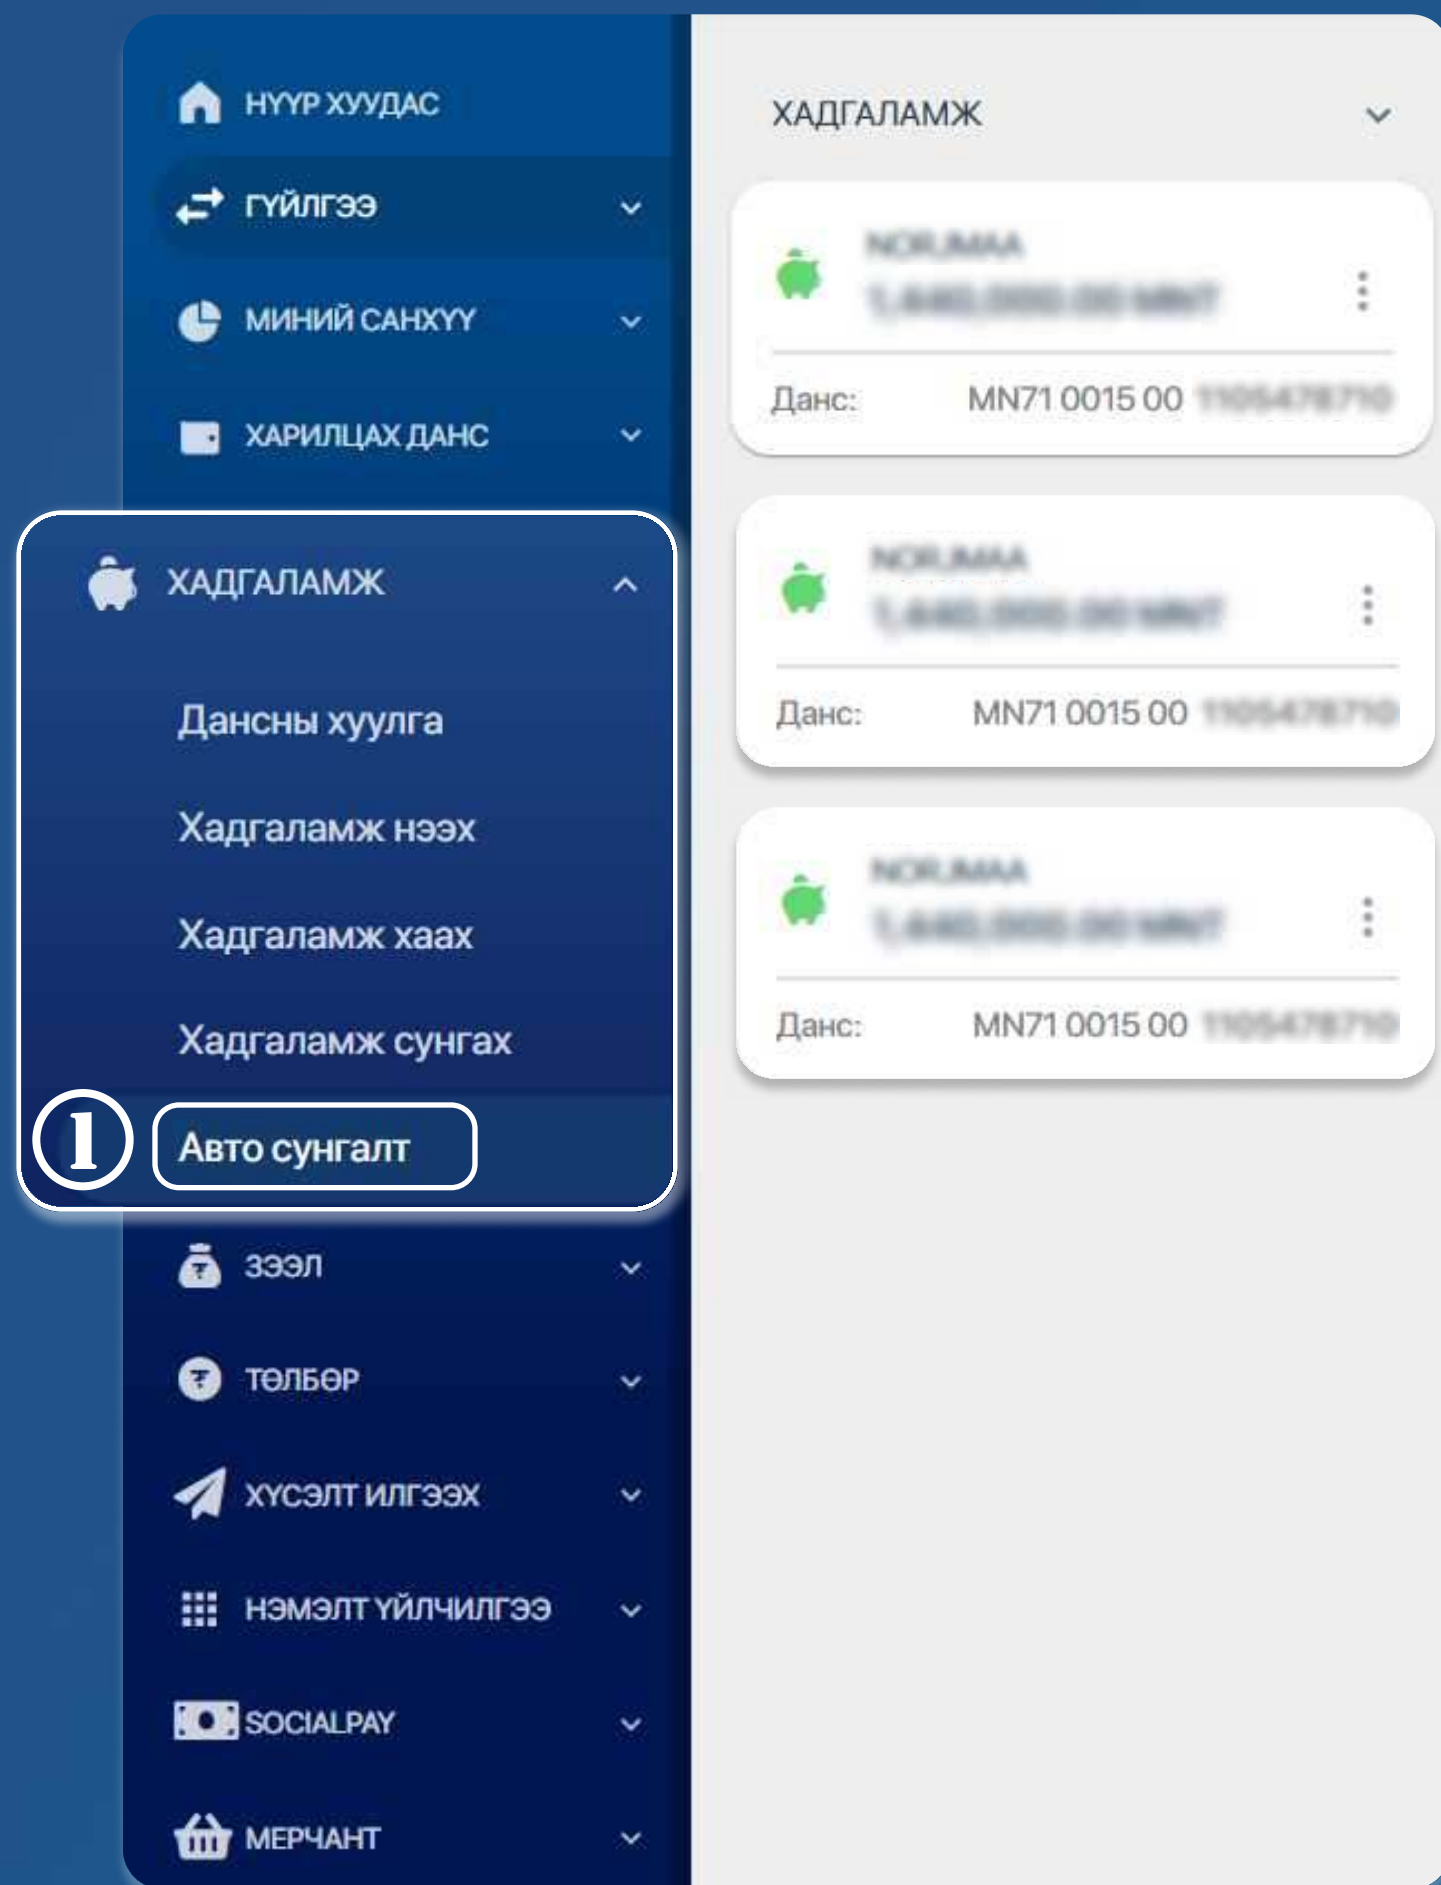 НҮҮР ХУУДАС
ГҮЙЛГЭЭ
МИНИЙ САНХҮҮ
ХАРИЛЦАХ ДАНС
ХАДГАЛАМЖ
Дансны хуулга
Хадгаламж нээх
Хадгаламж хаах
Хадгаламж сунгах
1 Авто сунгалт
ЗЭЭЛ
ТӨЛБӨР
ХҮСЭЛТ ИЛГЭЭХ
НЭМЭЛТ ҮЙЛЧИЛГЭЭ
SOCIALPAY
МЕРЧАНТ
ХАДГАЛАМЖ
Данс: MN71 0015 00
Данс: MN71 0015 00
Данс: MN71 0015 00